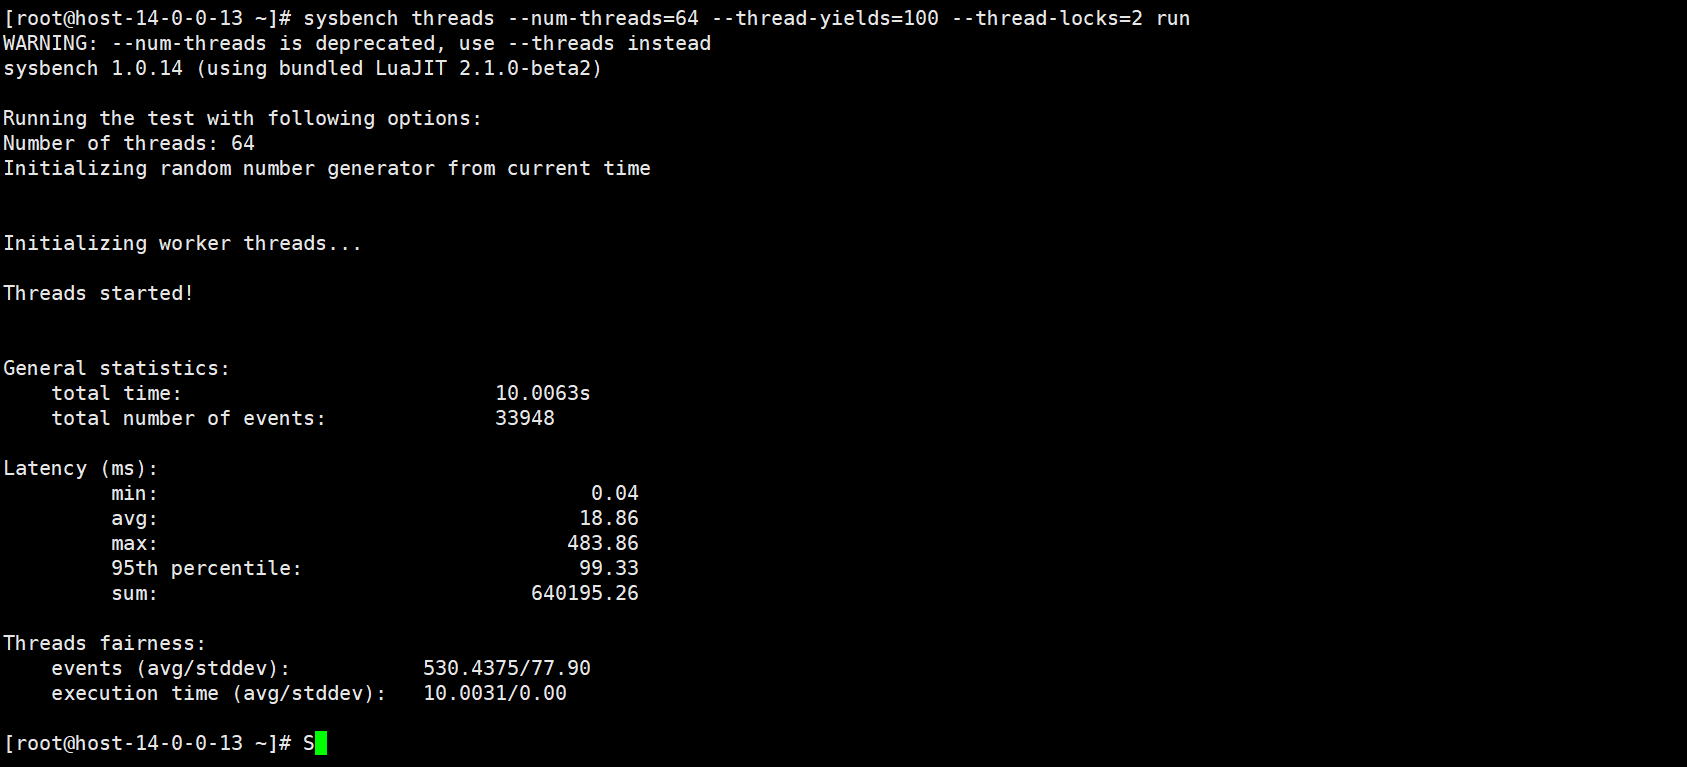 [root@host-14-0-0-13 ~]# sysbench threads --num-threads=64 --thread-yields=100 --thread-locks=2 run
WARNING: --num-threads is deprecated, use --threads instead
sysbench 1.0.14 (using bundled LuaJIT 2.1.0-beta2)
Running the test with following options:
Number of threads: 64
Initializing random number generator from current time
Initializing worker threads...
Threads started!
General statistics:
total time: 10.0063s
total number of events: 33948
Latency (ms):
min: 0.04
avg: 18.86
max: 483.86
95th percentile: 99.33
sum: 640195.26
Threads fairness:
events (avg/stddev): 530.4375/77.90
execution time (avg/stddev): 10.0031/0.00
[root@host-14-0-0-13 ~]# S